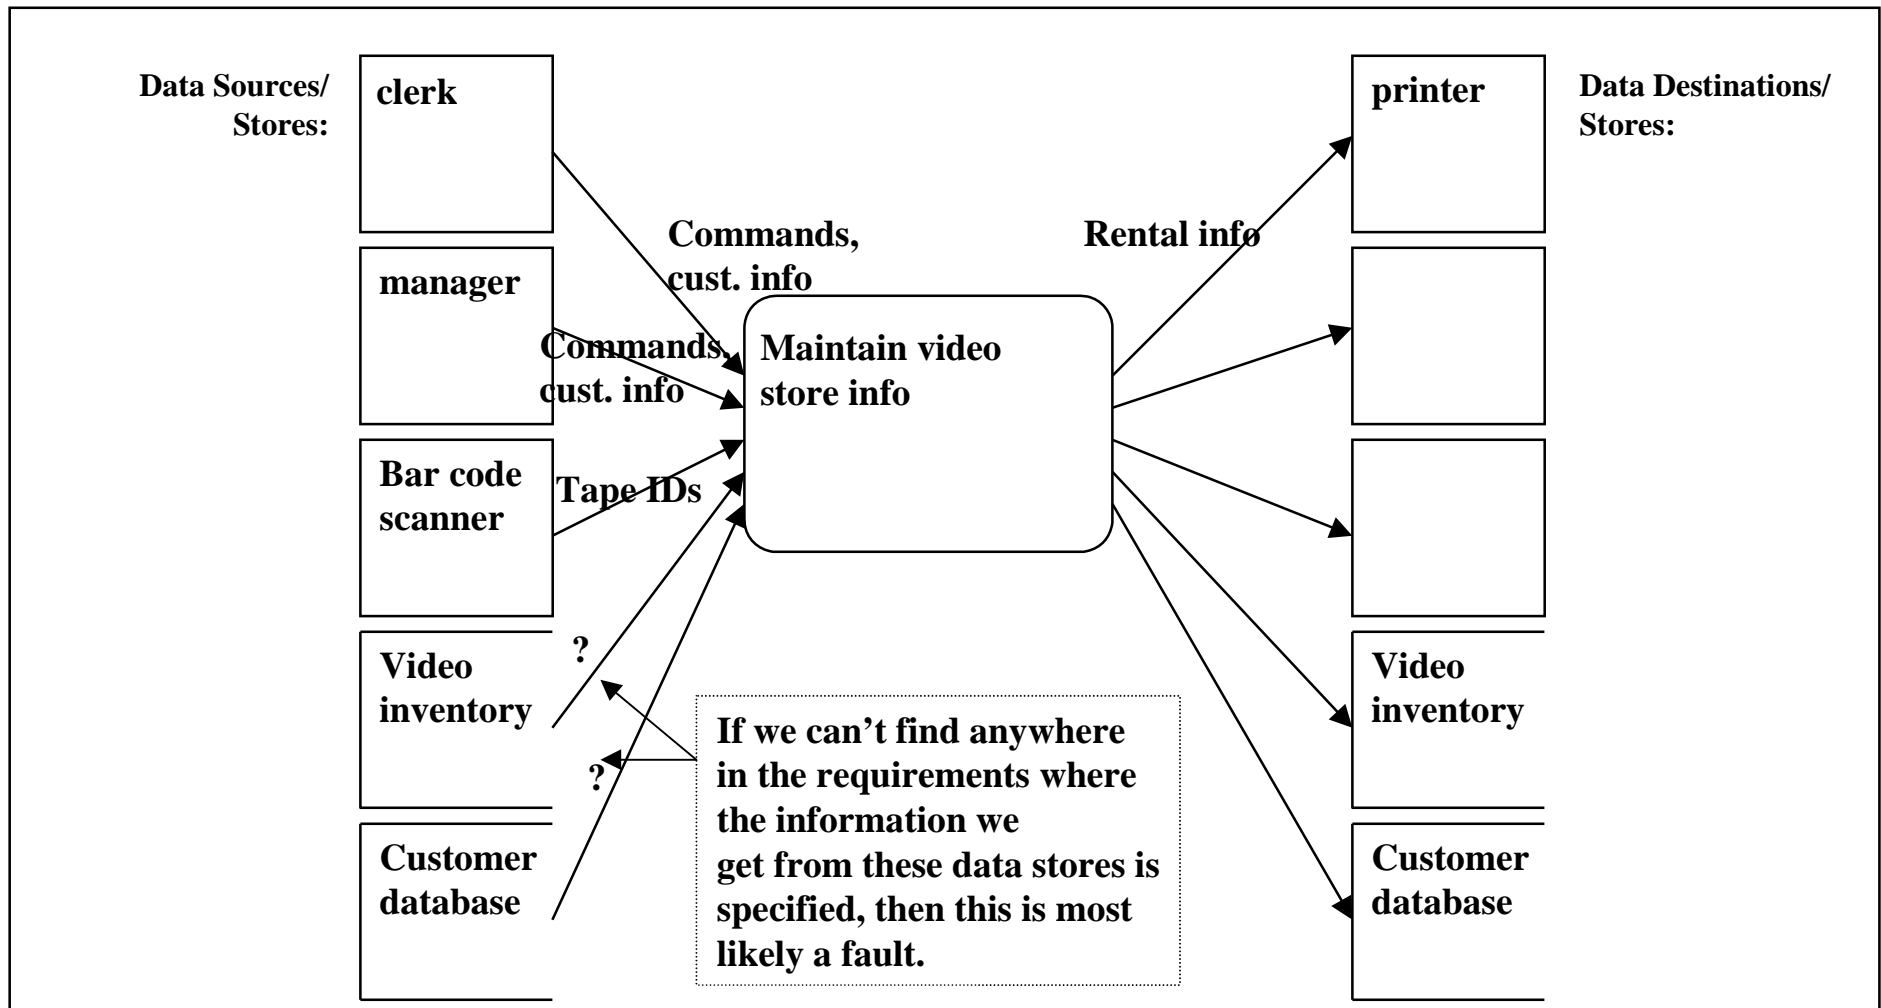 Data Sources/
Stores:
clerk
manager
Bar code
scanner
Video
inventory
Customer
database
Commands,
cust. info
Commands,
cust. info
Tape IDs
?
?
Maintain video
store info
If we can’t find anywhere
in the requirements where
the information we
get from these data stores is
specified, then this is most
likely a fault.
Rental info
printer
Video
inventory
Customer
database
Data Destinations/
Stores: